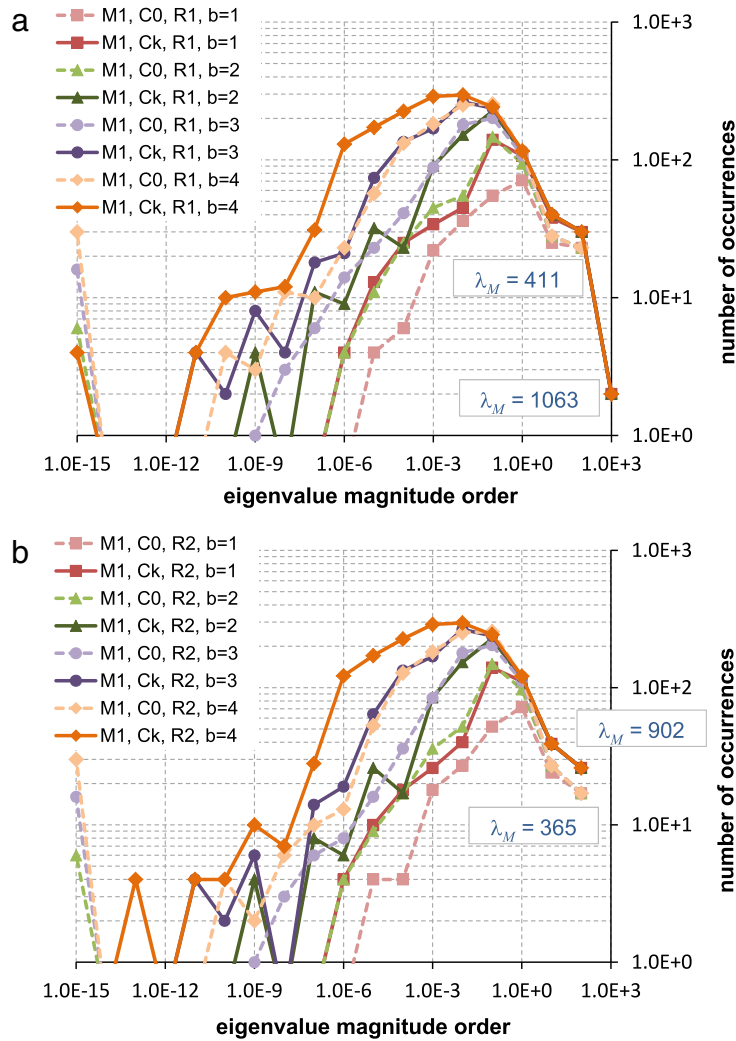 a
M1, C0, R1, b=1
M1, Ck, R1, b=1
M1, C0, R1, b=2
M1, Ck, R1, b=2
M1, C0, R1, b=3
M1, Ck, R1, b=3
M1, C0, R1, b=4
M1, Ck, R1, b=4
1.0E+3
1.0E+2
1.0E+1
1.0E+0
number of occurrences
λM = 411
λM = 1063
1.0E-15 1.0E-12 1.0E-9 1.0E-6 1.0E-3 1.0E+0 1.0E+3
eigenvalue magnitude order
b
M1, C0, R2, b=1
M1, Ck, R2, b=1
M1, C0, R2, b=2
M1, Ck, R2, b=2
M1, C0, R2, b=3
M1, Ck, R2, b=3
M1, C0, R2, b=4
M1, Ck, R2, b=4
1.0E+3
1.0E+2
1.0E+1
1.0E+0
number of occurrences
λM = 902
λM = 365
1.0E-15 1.0E-12 1.0E-9 1.0E-6 1.0E-3 1.0E+0 1.0E+3
eigenvalue magnitude order